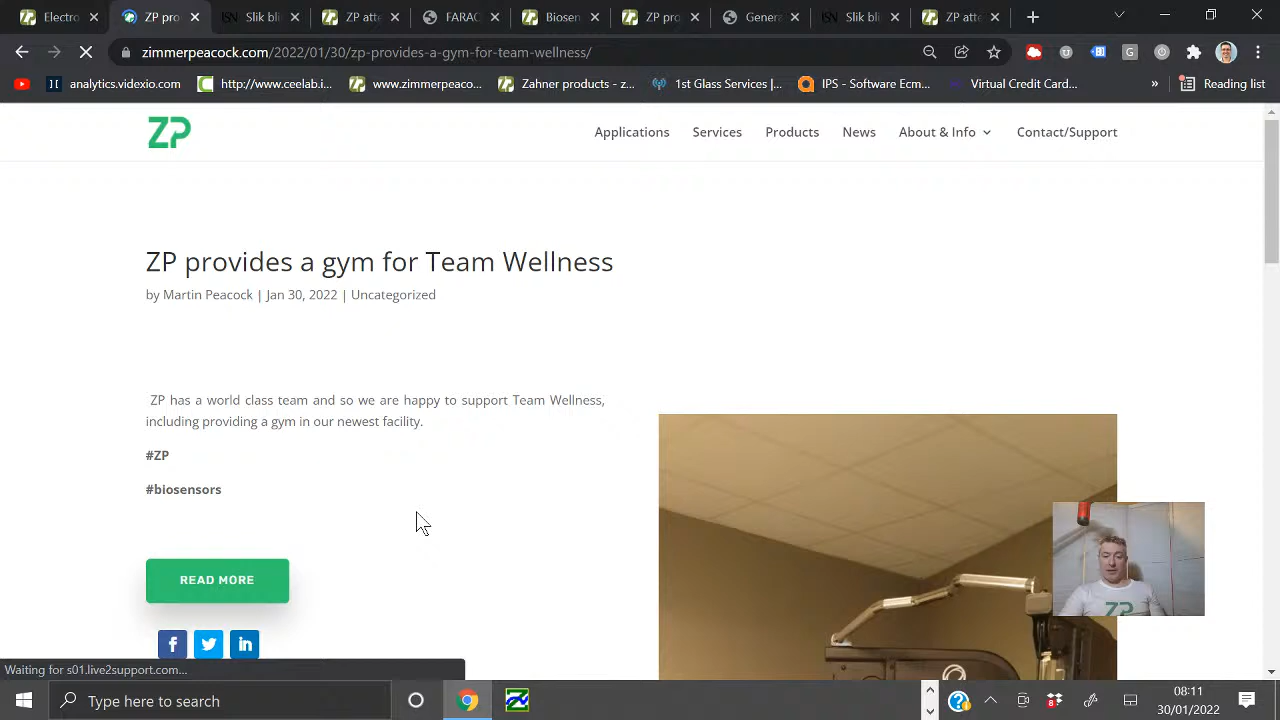 Electro
ZP pro
Slik bli
ZP atte
FARAC
Biosen
ZP pro
Genera
Slik bli
ZP atte
zimmerpeacock.com/2022/01/30/zp-provides-a-gym-for-team-wellness/
analytics.videxio.com
http://www.ceelab.i...
www.zimmerpeaco...
Zahner products - z...
1st Glass Services |...
IPS - Software Ecm...
Virtual Credit Card...
»
Reading list
ZP
Applications
Services
Products
News
About & Info
Contact/Support
ZP provides a gym for Team Wellness
by Martin Peacock | Jan 30, 2022 | Uncategorized
ZP has a world class team and so we are happy to support Team Wellness,
including providing a gym in our newest facility.
#ZP
#biosensors
READ MORE
ZP
Waiting for s01.live2support.com...
Type here to search
08:11
30/01/2022